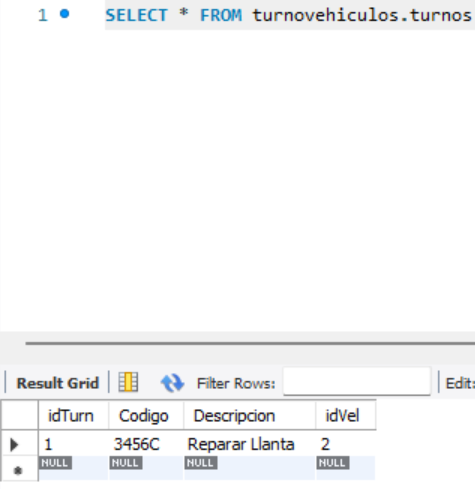 1 SELECT * FROM turnovehiculos.turnos
Result Grid Filter Rows: Edit:
idTurn Codigo Descripcion idVel
1 3456C Reparar Llanta 2
NULL NULL NULL NULL